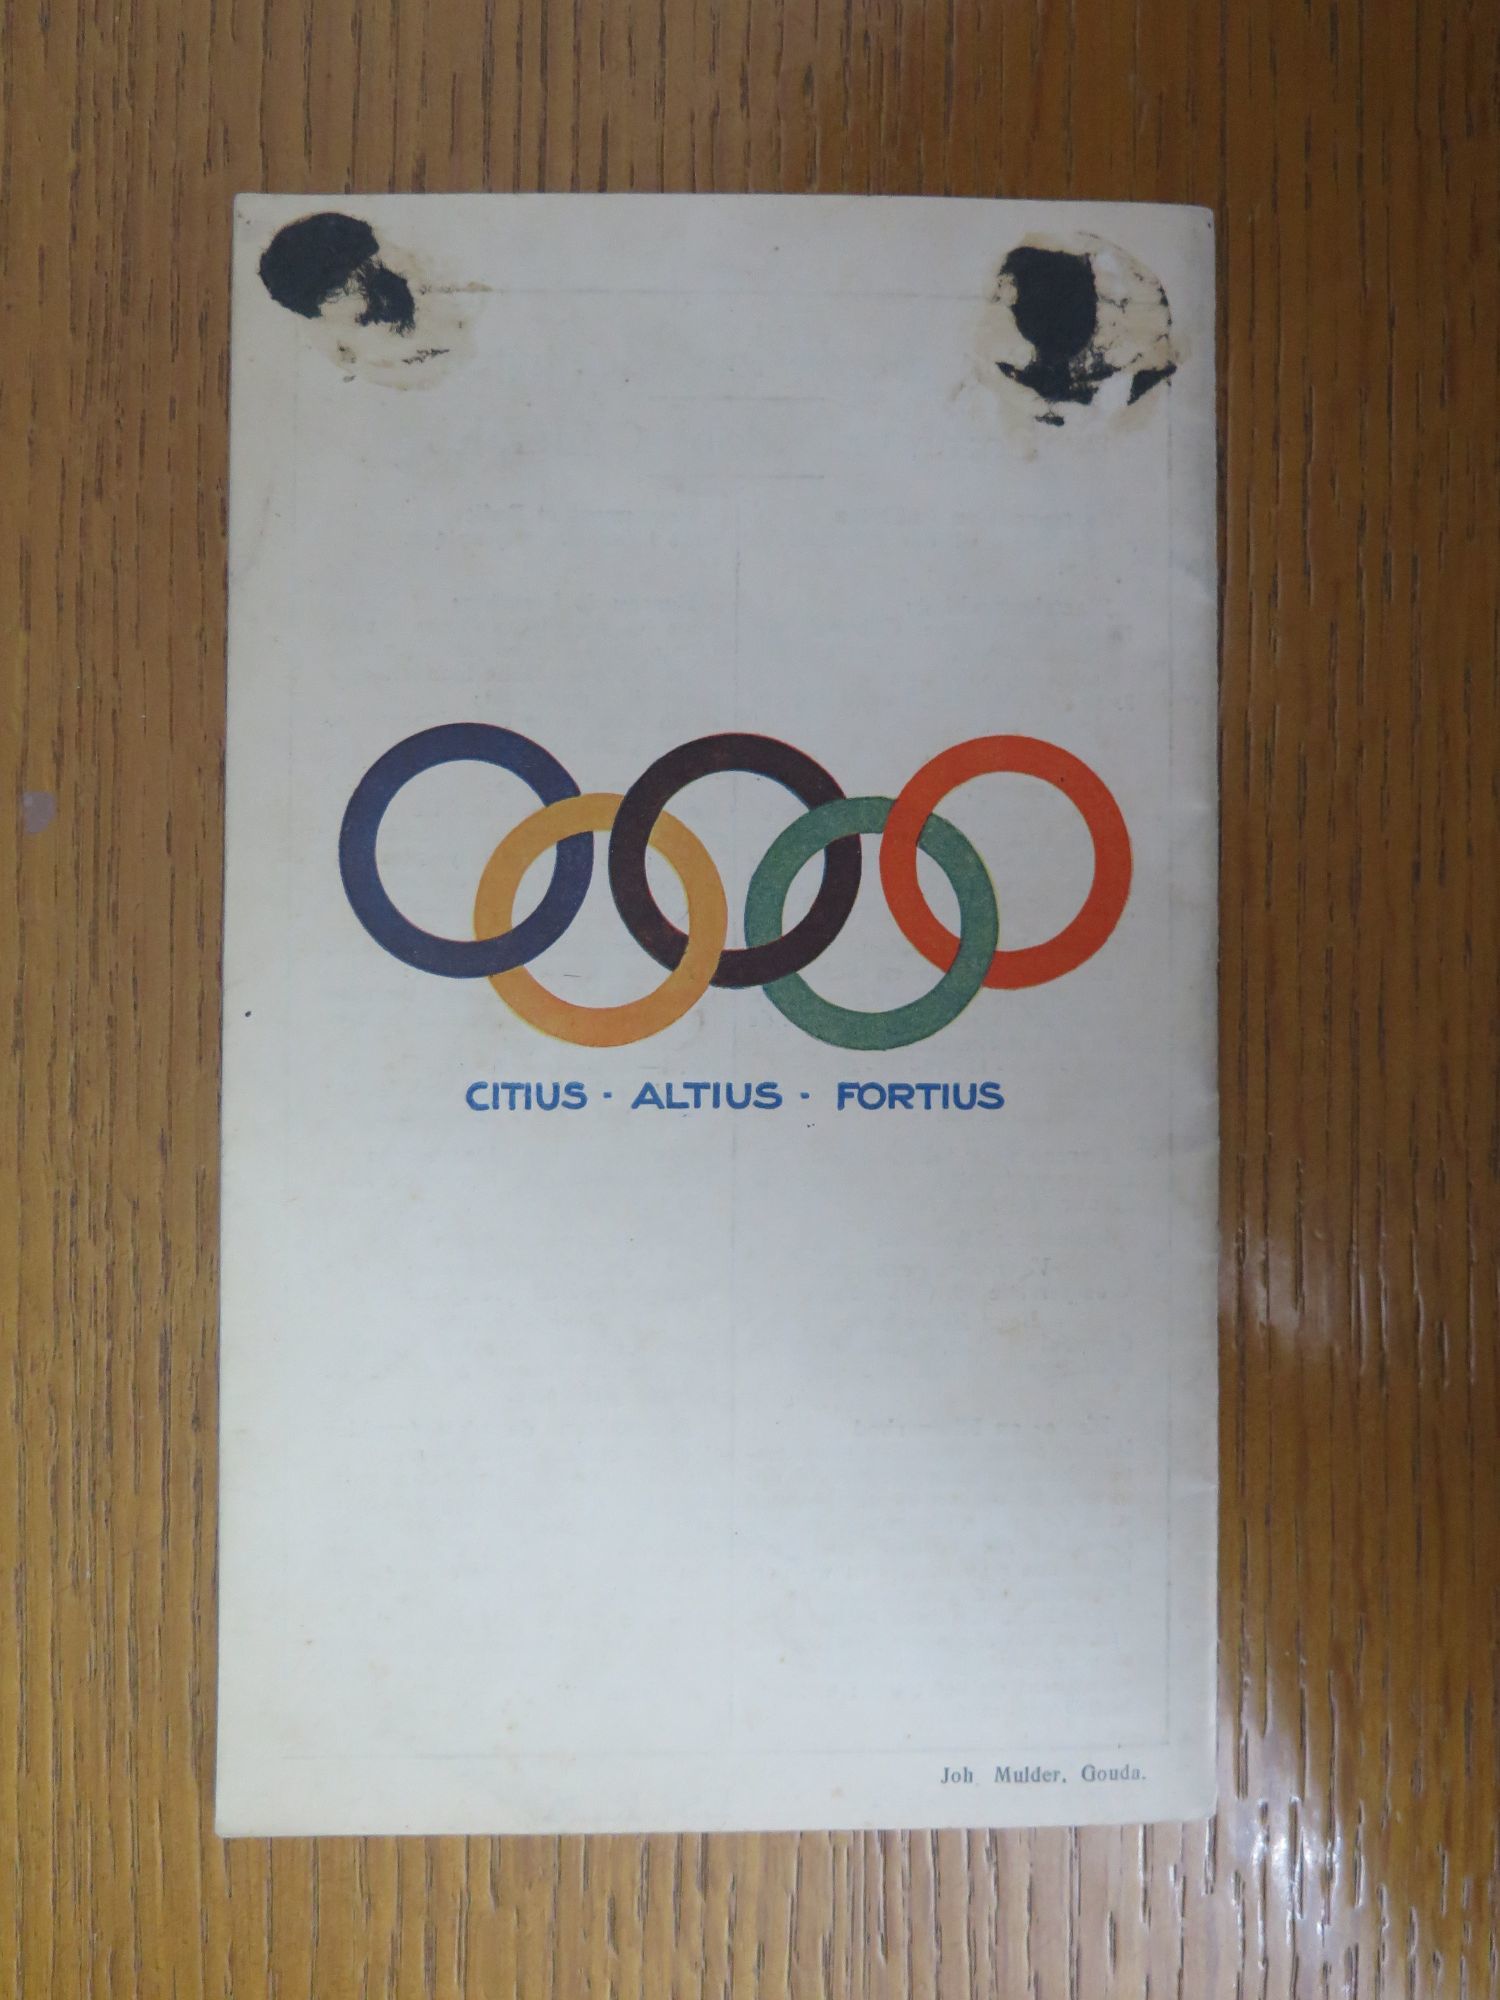 CITIUS · ALTIUS · FORTIUS
Joh. Mulder, Gouda.